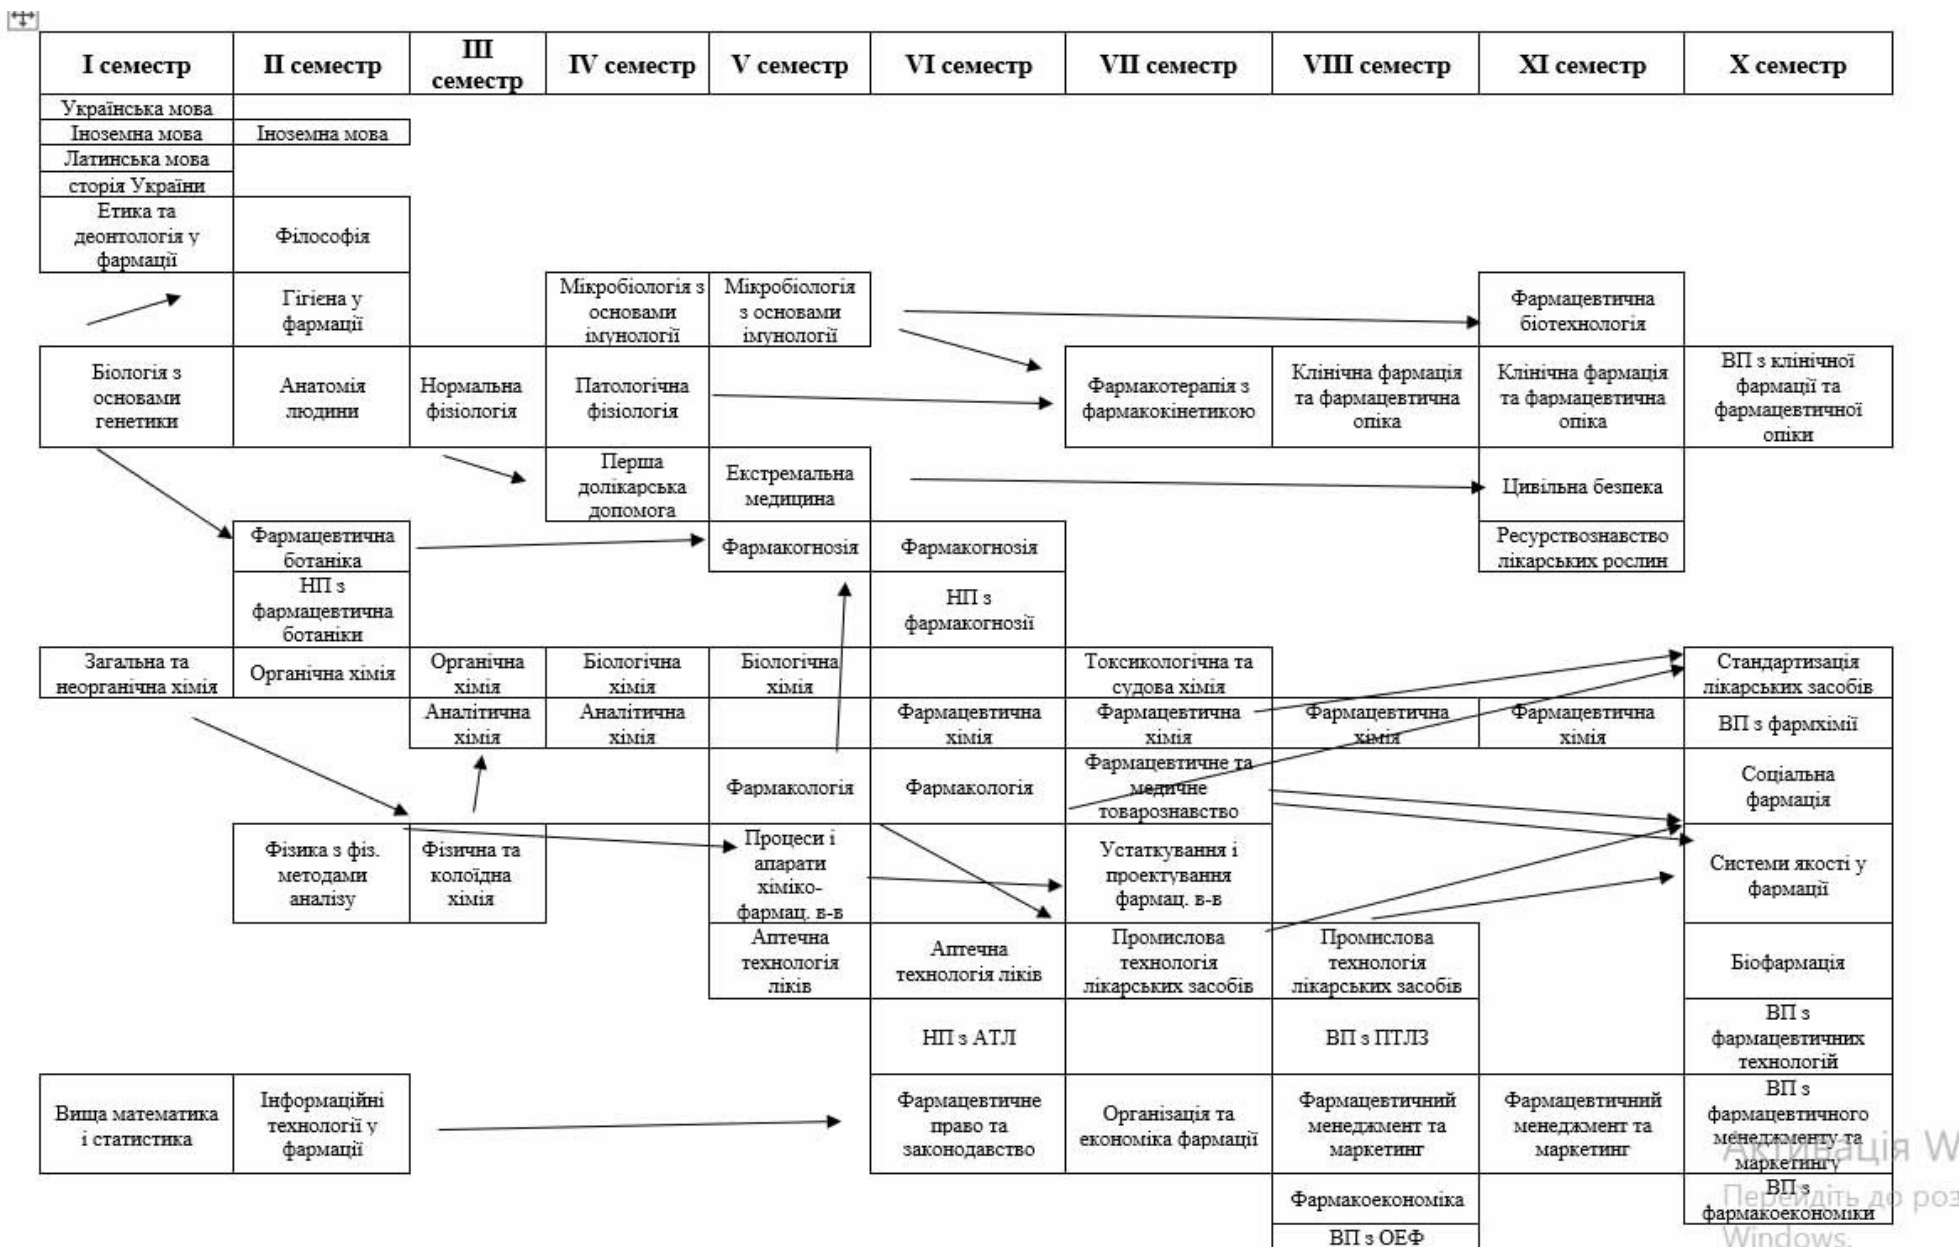 I семестр
II семестр
III
семестр
IV семестр
V семестр
VI семестр
VII семестр
VIII семестр
XI семестр
X семестр
Українська мова
Іноземна мова
Іноземна мова
Латинська мова
сторія України
Етика та
деонтологія у
фармації
Філософія
Гігієна у
фармації
Мікробіологія з
основами
імунології
Мікробіологія
з основами
імунології
Фармацевтична
біотехнологія
Біологія з
основами
генетики
Анатомія
людини
Нормальна
фізіологія
Патологічна
фізіологія
Фармакотерапія з
фармакокінетикою
Клінічна фармація
та фармацевтична
опіка
Клінічна фармація
та фармацевтична
опіка
ВП з клінічної
фармації та
фармацевтичної
опіки
Перша
долікарська
допомога
Екстремальна
медицина
Цивільна безпека
Фармацевтична
ботаніка
Фармакогнозія
Фармакогнозія
Ресурствознавство
лікарських рослин
НП з
фармацевтична
ботаніки
НП з
фармакогнозії
Загальна та
неорганічна хімія
Органічна хімія
Органічна
хімія
Біологічна
хімія
Біологічна
хімія
Токсикологічна та
судова хімія
Стандартизація
лікарських засобів
Аналітична
хімія
Аналітична
хімія
Фармацевтична
хімія
Фармацевтична
хімія
Фармацевтична
хімія
Фармацевтична
хімія
ВП з фармхімії
Фармакологія
Фармакологія
Фармацевтичне та
медичне
товарознавство
Соціальна
фармація
Фізика з фіз.
методами
аналізу
Фізична та
колоїдна
хімія
Процеси і
апарати
хіміко-
фармац. в-в
Устаткування і
проектування
фармац. в-в
Системи якості у
фармації
Аптечна
технологія
ліків
Аптечна
технологія ліків
Промислова
технологія
лікарських засобів
Промислова
технологія
лікарських засобів
Біофармація
НП з АТЛ
ВП з ПТЛЗ
ВП з
фармацевтичних
технологій
Вища математика
і статистика
Інформаційні
технології у
фармації
Фармацевтичне
право та
законодавство
Організація та
економіка фармації
Фармацевтичний
менеджмент та
маркетинг
Фармацевтичний
менеджмент та
маркетинг
ВП з
фармацевтичного
менеджменту та
маркетингу
Фармакоекономіка
ВП з
фармакоекономіки
ВП з ОЕФ
Активація W
Перейдіть до роз
Windows.